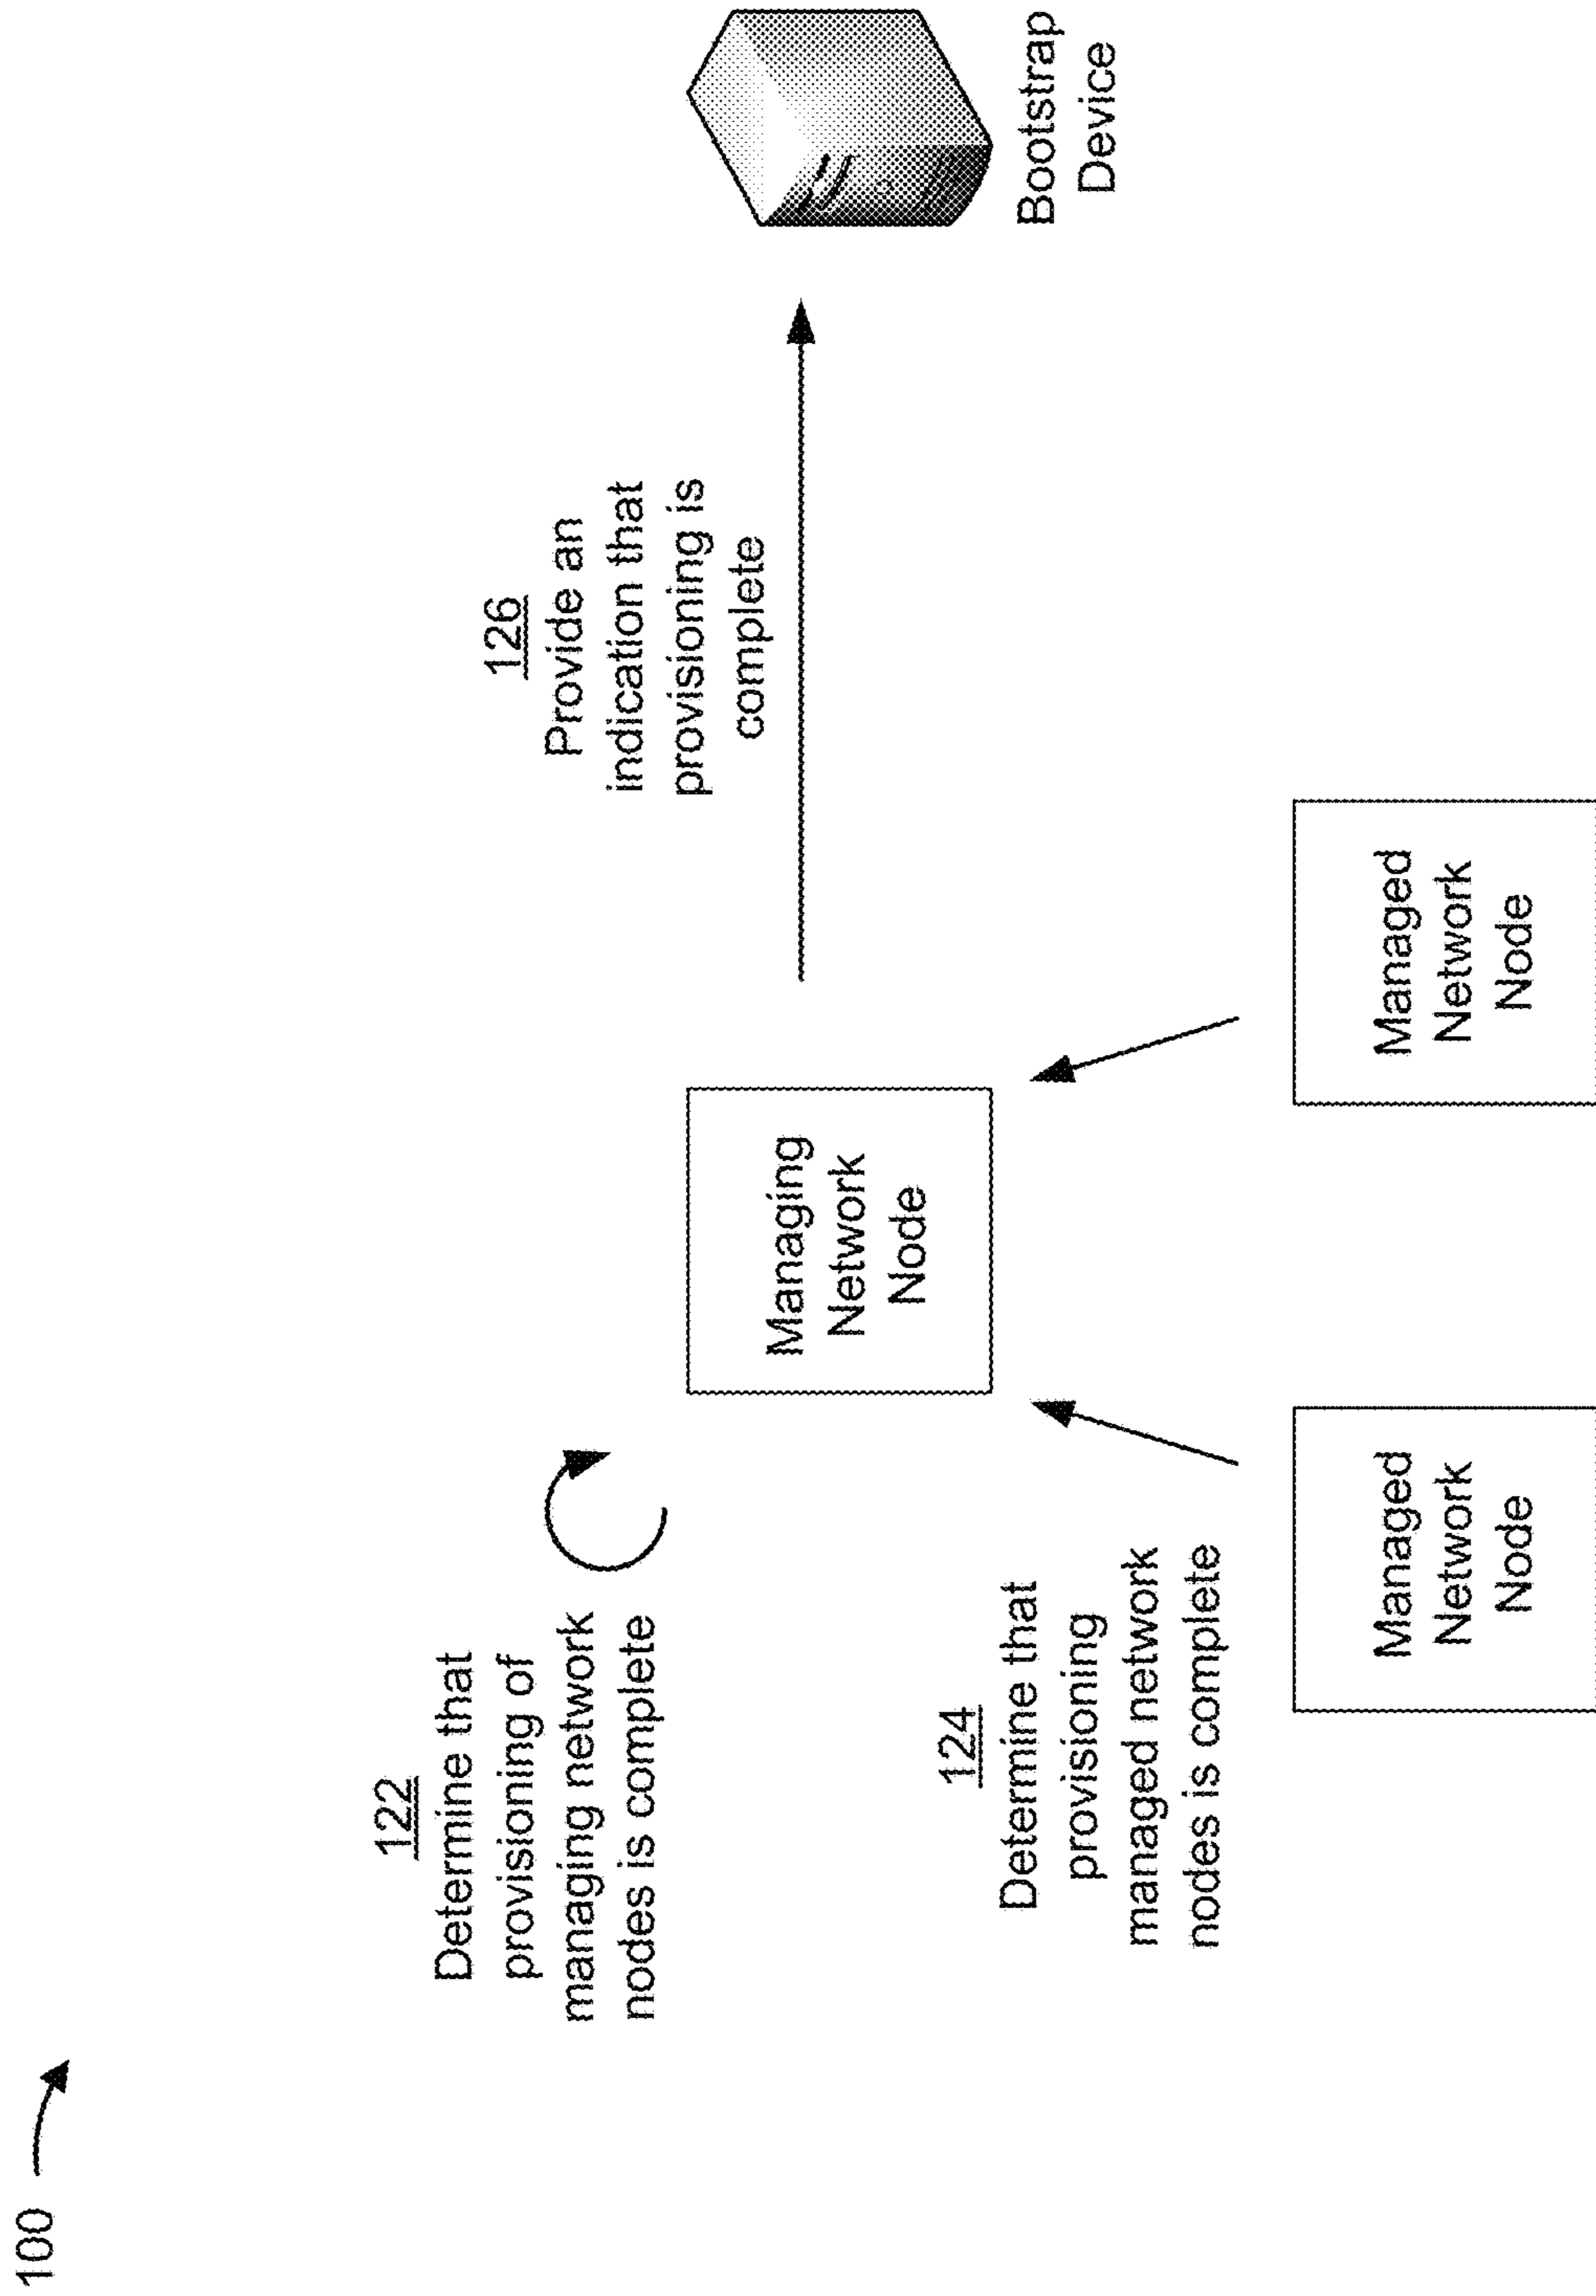 100
122
Determine that
provisioning of
managing network
nodes is complete
126
Provide an
indication that
provisioning is
complete
Managing
Network
Node
Bootstrap
Device
124
Determine that
provisioning
managed network
nodes is complete
Managed
Network
Node
Managed
Network
Node